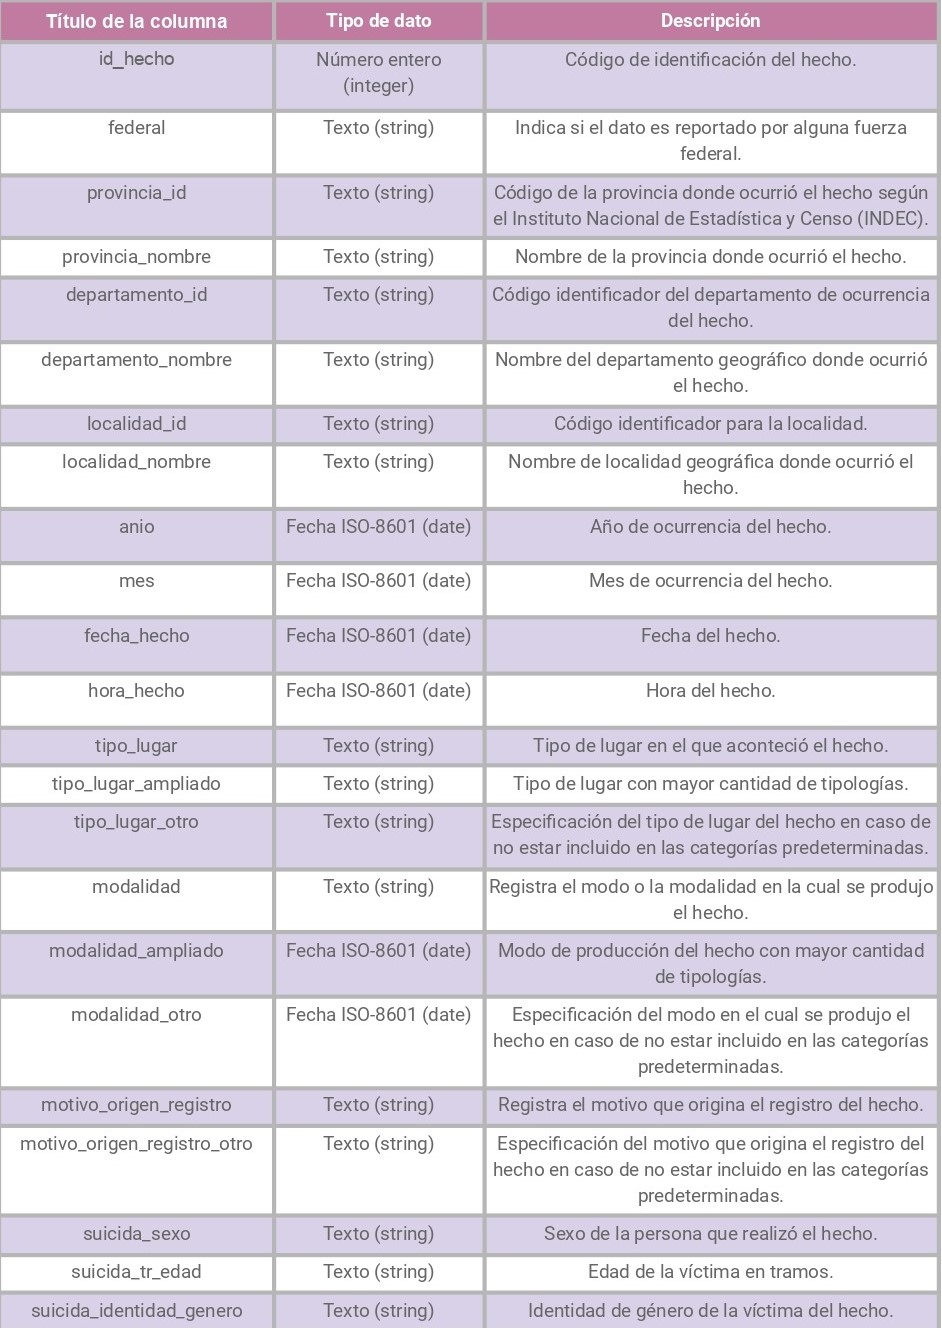 Título de la columna Tipo de dato Descripción
id_hecho Número entero Código de identificación del hecho.
(integer)
federal Texto (string) Indica si el dato es reportado por alguna fuerza
federal.
provincia_id Texto (string) Código de la provincia donde ocurrió el hecho según
el Instituto Nacional de Estadística y Censo (INDEC).
provincia_nombre Texto (string) Nombre de la provincia donde ocurrió el hecho.
departamento_id Texto (string) Código identificador del departamento de ocurrencia
del hecho.
departamento_nombre Texto (string) Nombre del departamento geográfico donde ocurrió
el hecho.
localidad_id Texto (string) Código identificador para la localidad.
localidad_nombre Texto (string) Nombre de localidad geográfica donde ocurrió el
hecho.
anio Fecha ISO-8601 (date) Año de ocurrencia del hecho.
mes Fecha ISO-8601 (date) Mes de ocurrencia del hecho.
fecha_hecho Fecha ISO-8601 (date) Fecha del hecho.
hora_hecho Fecha ISO-8601 (date) Hora del hecho.
tipo_lugar Texto (string) Tipo de lugar en el que aconteció el hecho.
tipo_lugar_ampliado Texto (string) Tipo de lugar con mayor cantidad de tipologías.
tipo_lugar_otro Texto (string) Especificación del tipo de lugar del hecho en caso de
no estar incluido en las categorías predeterminadas.
modalidad Texto (string) Registra el modo o la modalidad en la cual se produjo
el hecho.
modalidad_ampliado Fecha ISO-8601 (date) Modo de producción del hecho con mayor cantidad
de tipologías.
modalidad_otro Fecha ISO-8601 (date) Especificación del modo en el cual se produjo el
hecho en caso de no estar incluido en las categorías
predeterminadas.
motivo_origen_registro Texto (string) Registra el motivo que origina el registro del hecho.
motivo_origen_registro_otro Texto (string) Especificación del motivo que origina el registro del
hecho en caso de no estar incluido en las categorías
predeterminadas.
suicida_sexo Texto (string) Sexo de la persona que realizó el hecho.
suicida_tr_edad Texto (string) Edad de la víctima en tramos.
suicida_identidad_genero Texto (string) Identidad de género de la víctima del hecho.